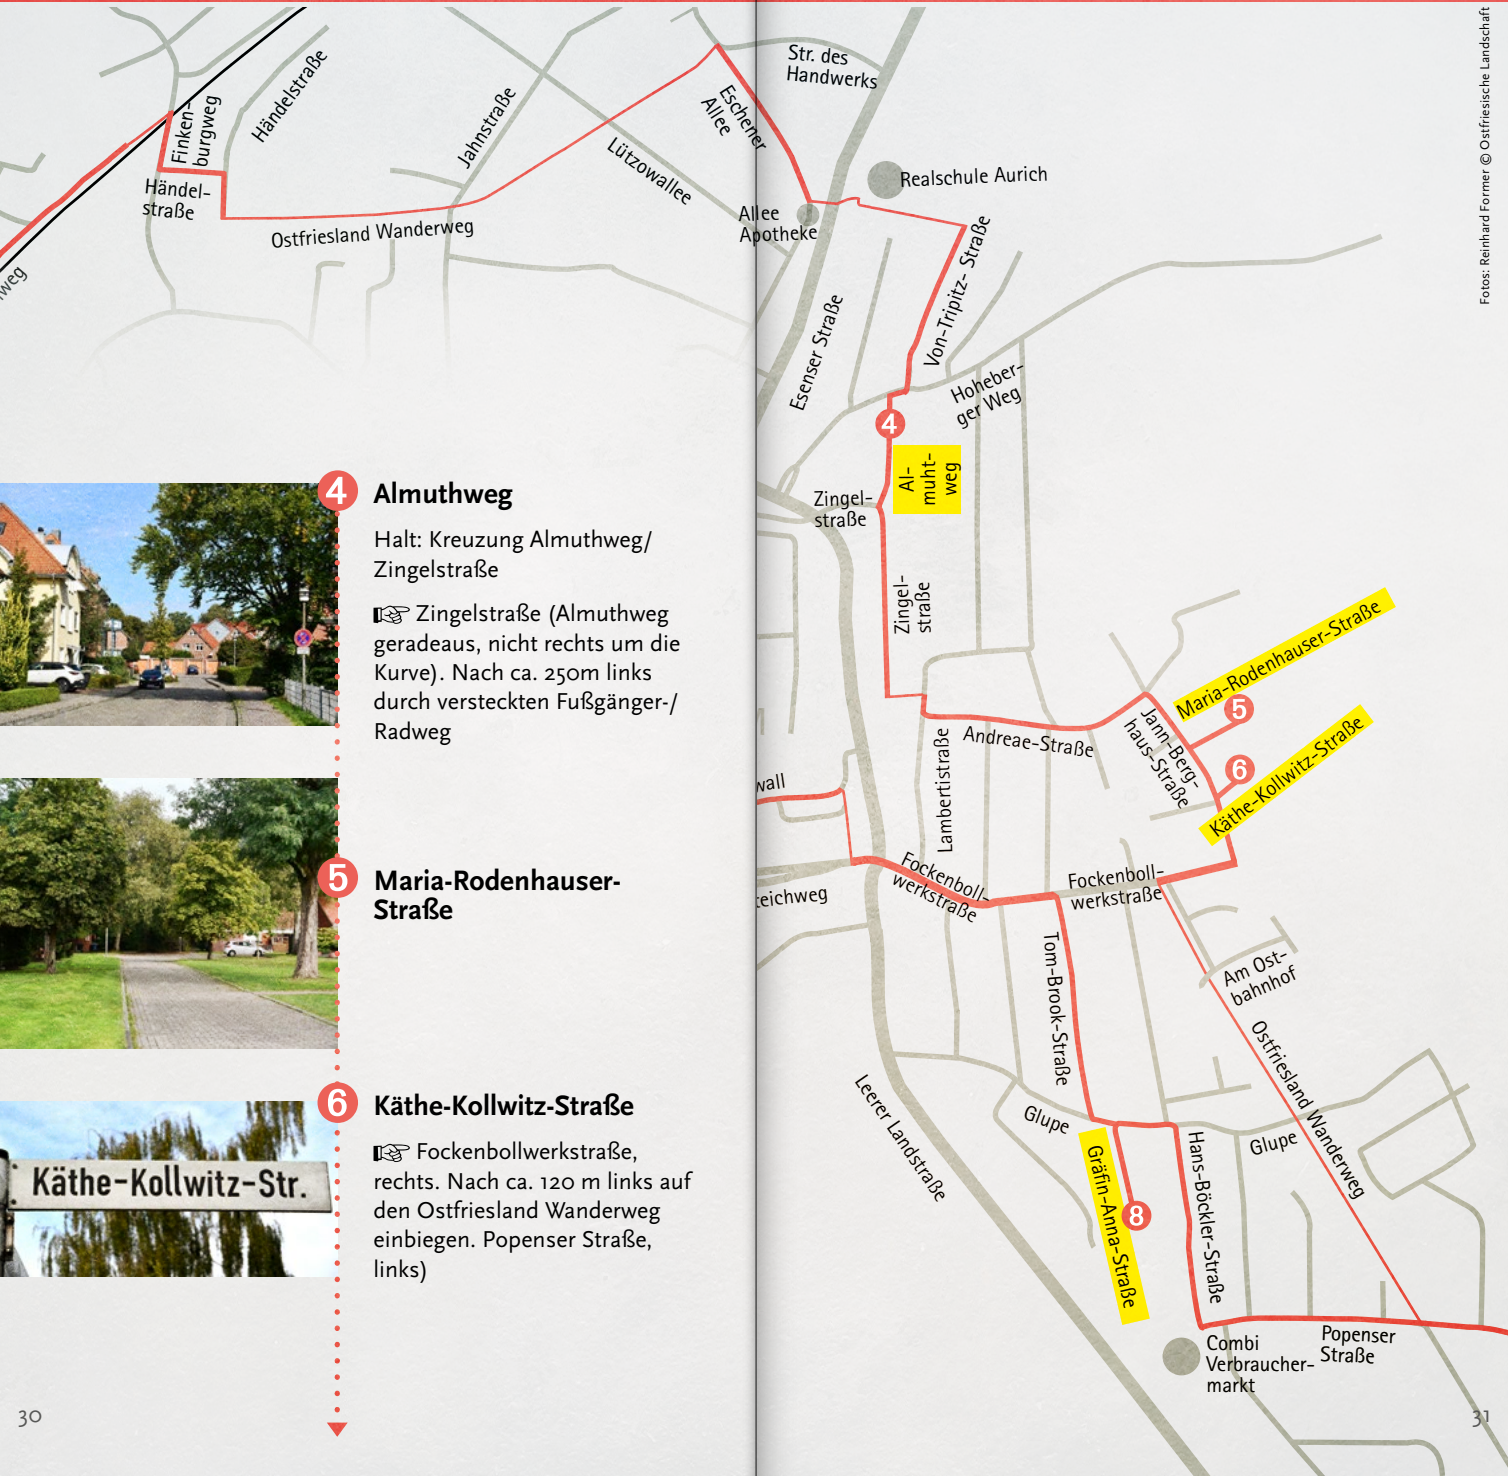 Finken-
burgweg
Händelstraße
Händel-
straße
Jahnstraße
Ostfriesland Wanderweg
Lützowallee
Eschener
Allee
4
Almuthweg
Halt: Kreuzung Almuthweg/
Zingelstraße
Zingelstraße (Almuthweg
geradeaus, nicht rechts um die
Kurve). Nach ca. 250m links
durch versteckten Fußgänger-/
Radweg
5
Maria-Rodenhauser-
Straße
6
Käthe-Kollwitz-Straße
Fockenbollwerkstraße,
rechts. Nach ca. 120 m links auf
den Ostfriesland Wanderweg
einbiegen. Popenser Straße,
links)
Käthe-Kollwitz-Str.
30
Str. des
Handwerks
Realschule Aurich
Allee
Apotheke
Von-Tripitz- Straße
Esenser Straße
Hoheber-
ger Weg
4
Al-
muht-
weg
Zingel-
straße
Zingel-
straße
Maria-Rodenhauser-Straße
5
Jann-Berg-
haus-Straße
Andreae-Straße
6
Käthe-Kollwitz-Straße
Lambertistraße
wall
Fockenboll-
werkstraße
Fockenboll-
werkstraße
teichweg
Tom-Brook-Straße
Am Ost-
bahnhof
Ostfriesland Wanderweg
Leerer Landstraße
Glupe
Glupe
Gräfin-Anna-Straße
8
Hans-Böckler-Straße
Combi
Verbraucher-
markt
Popenser
Straße
31
Fotos: Reinhard Former © Ostfriesische Landschaft